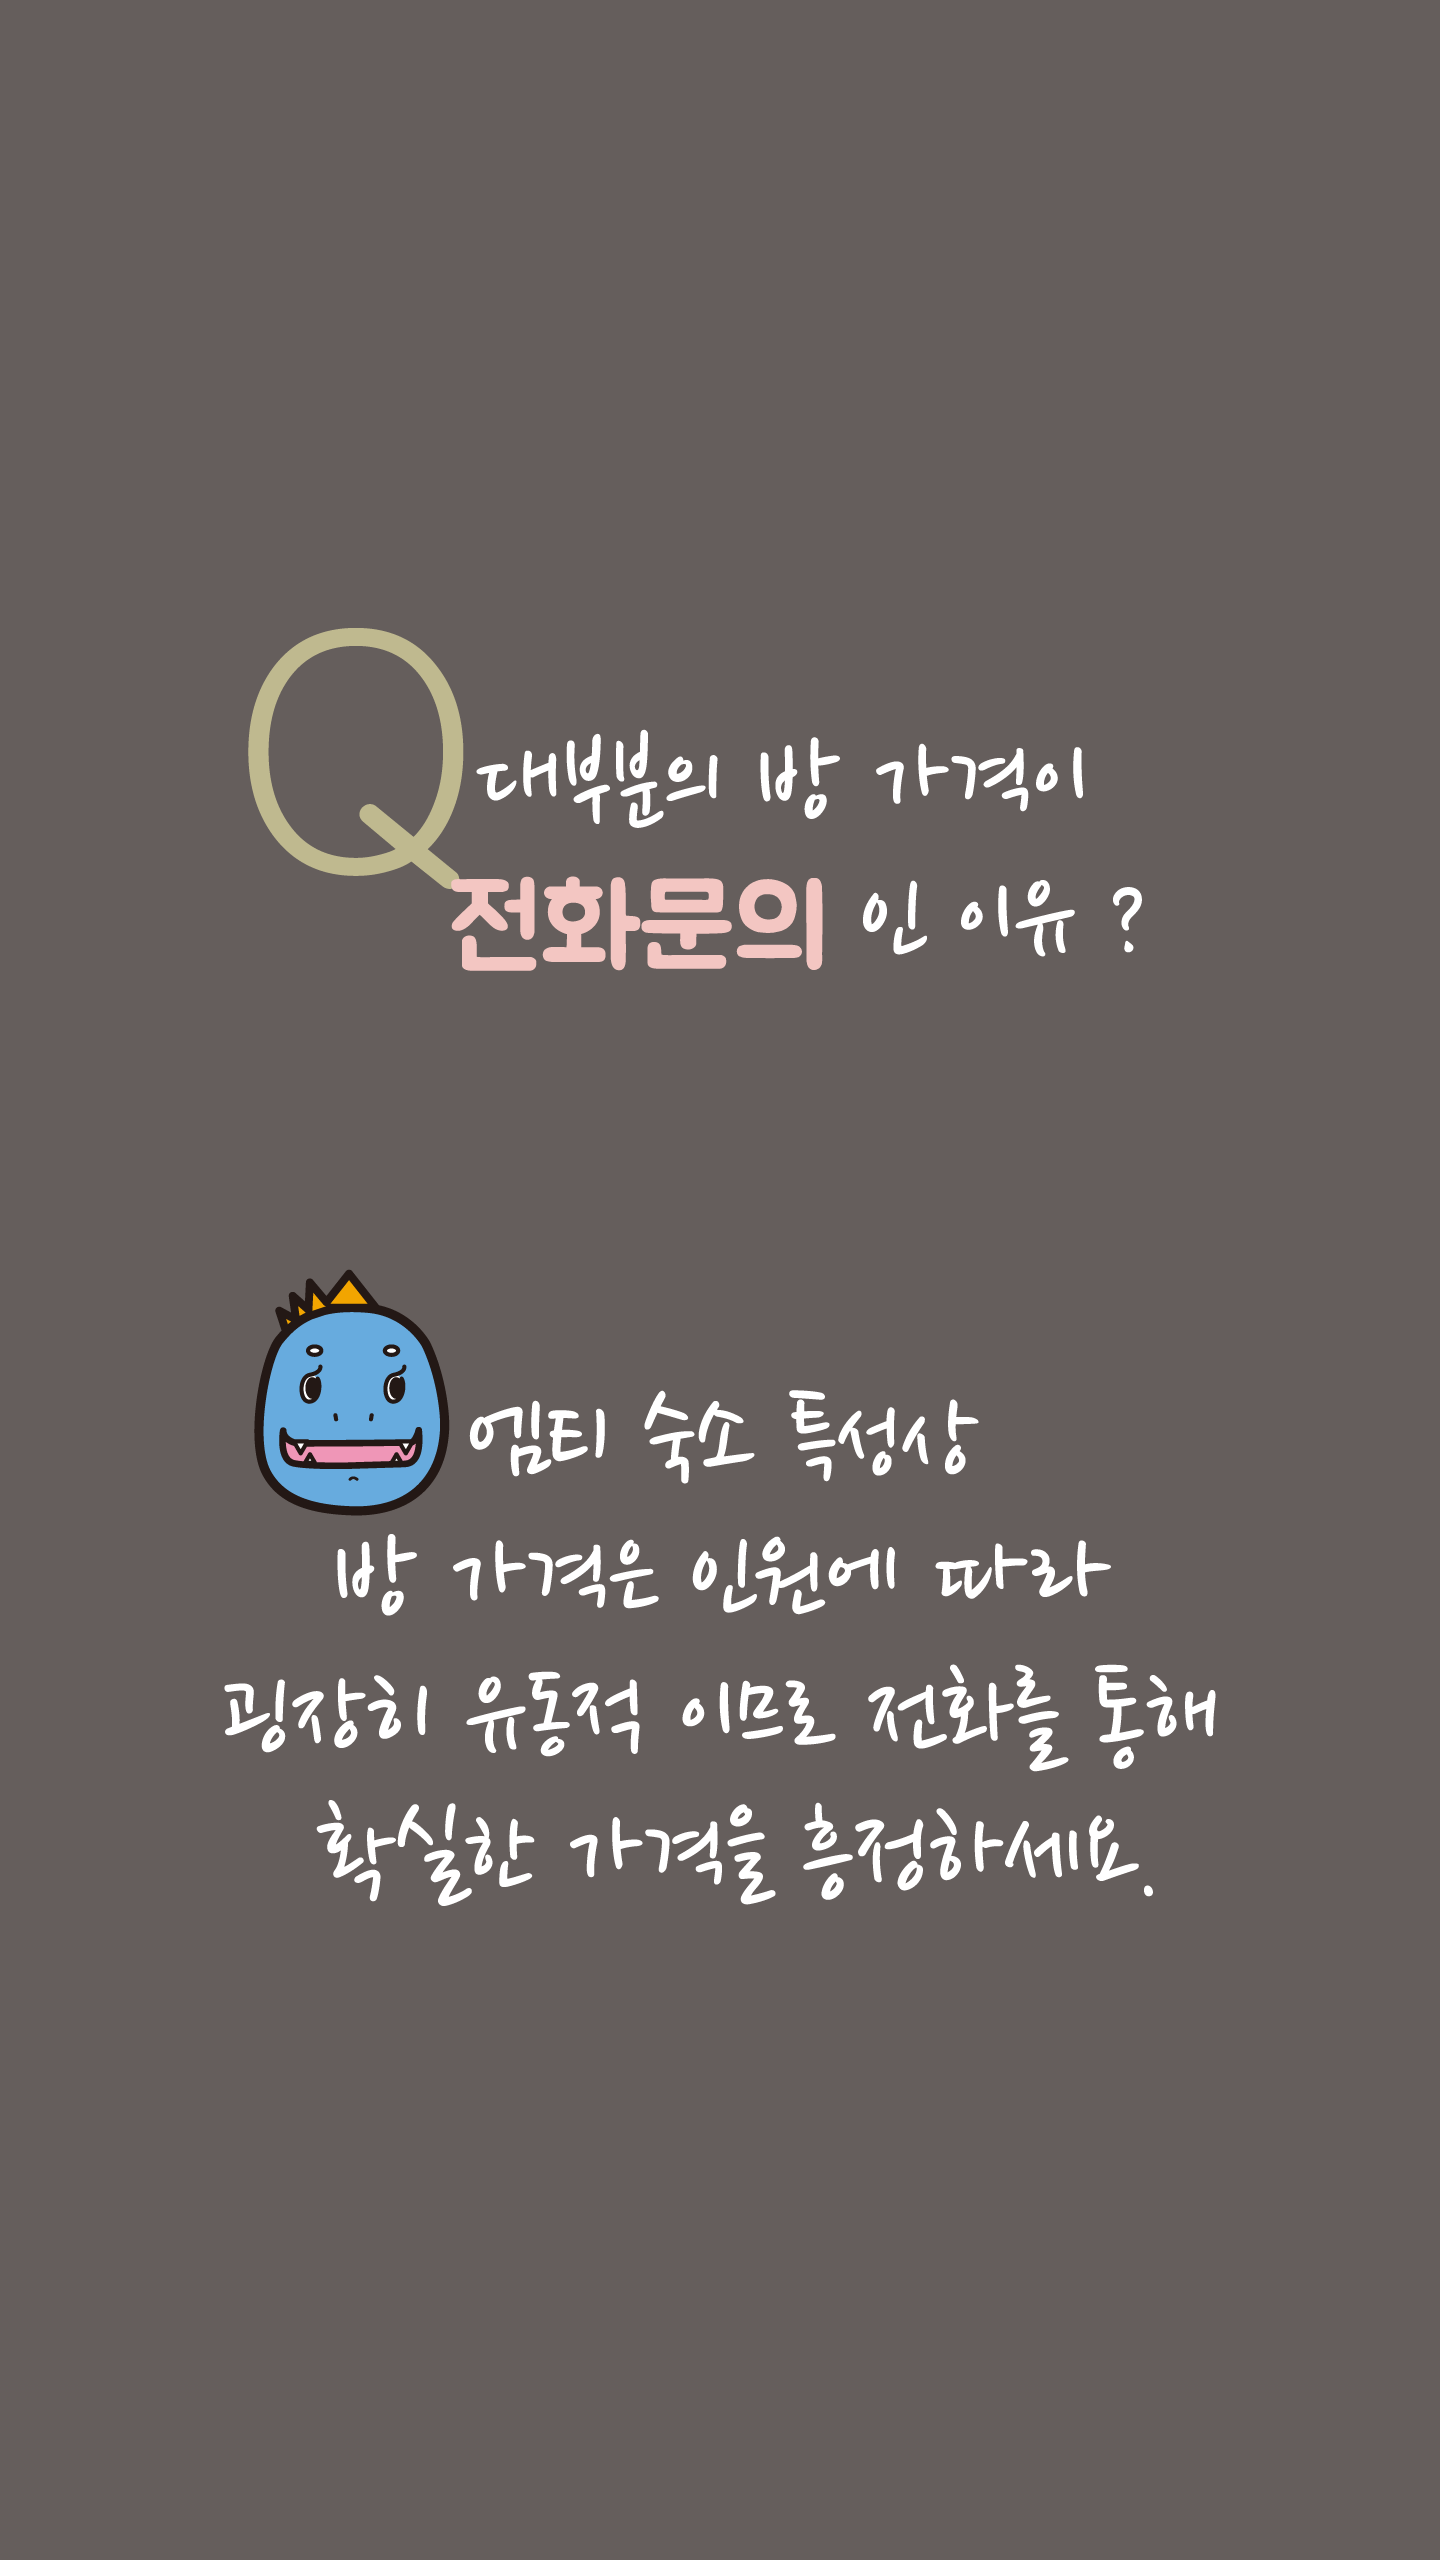 Q 대부분의 방 가격이
전화문의 인 이유 ?
엠티 숙소 특성상
방 가격은 인원에 따라
굉장히 유동적 이므로 전화를 통해
확실한 가격을 흥정하세요.